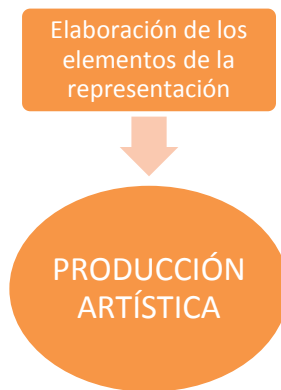 Elaboración de los
elementos de la
representación
PRODUCCIÓN
ARTÍSTICA